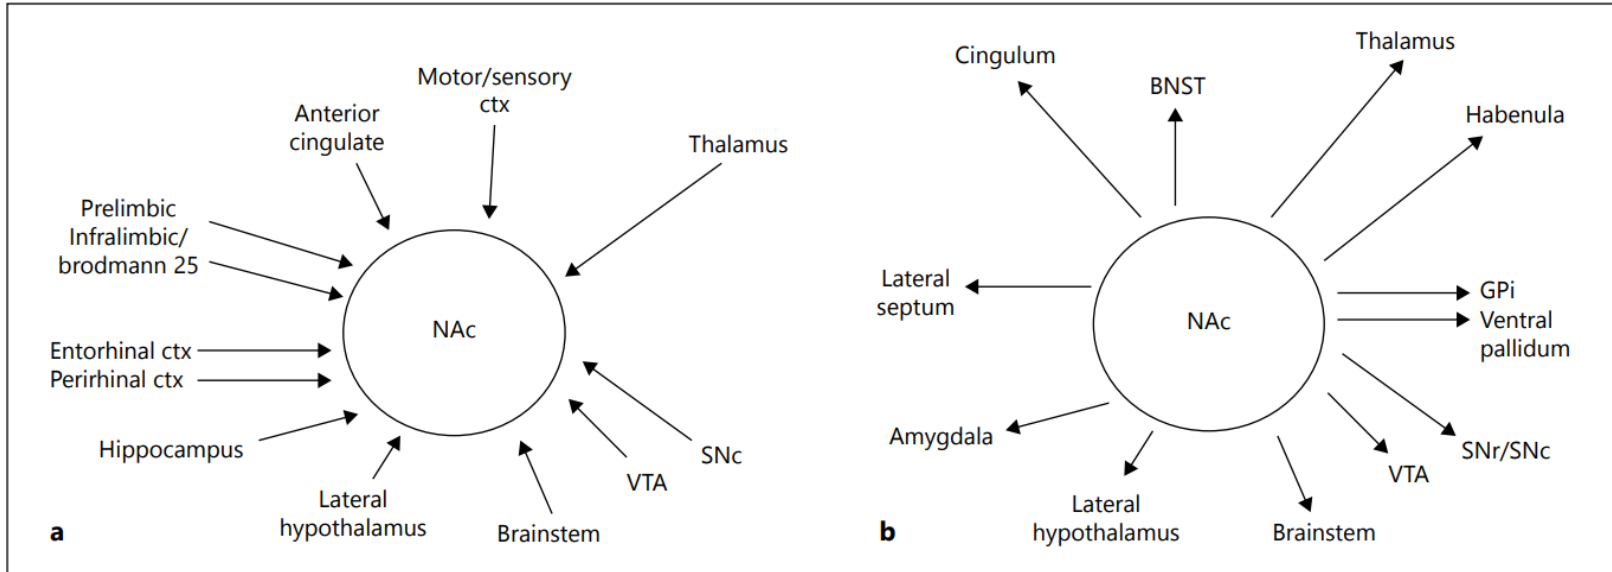 Motor/sensory
ctx
Anterior
cingulate
Thalamus
Prelimbic
Infralimbic/
brodmann 25
NAc
Entorhinal ctx
Perirhinal ctx
Hippocampus
SNc
VTA
Lateral
hypothalamus
Brainstem
a
Cingulum
BNST
Thalamus
Habenula
Lateral
septum
NAc
GPi
Ventral
pallidum
Amygdala
SNr/SNc
VTA
Lateral
hypothalamus
Brainstem
b